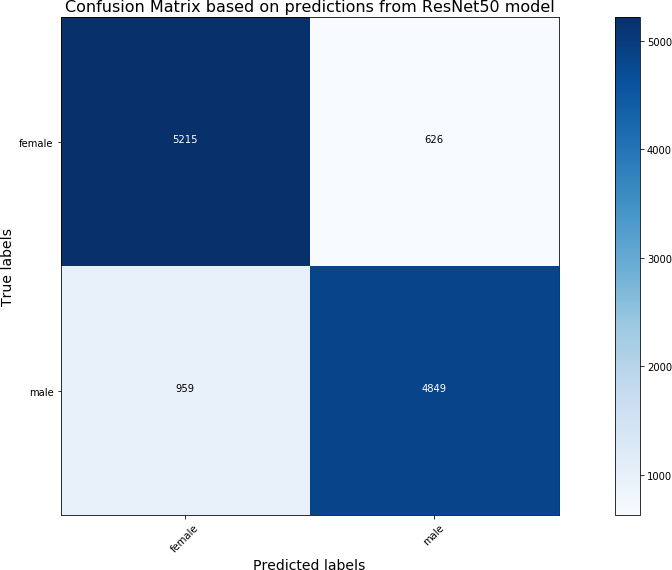 Confusion Matrix based on predictions from ResNet50 model
5000
4000
3000
2000
1000
True labels
female
5215
626
male
959
4849
female
male
Predicted labels